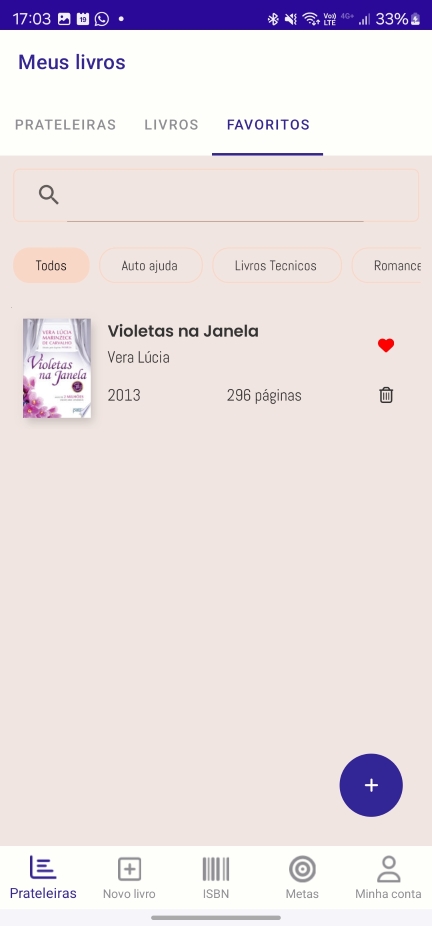 17:03
Vo)) 4G+
LTE
33%
Meus livros
PRATELEIRAS LIVROS FAVORITOS
Todos Auto ajuda Livros Tecnicos Romance
VERA LÚCIA
MARINZECK
DE CARVALHO
Violetas
na Janela
Violetas na Janela
Vera Lúcia
2013 296 páginas
+
Prateleiras Novo livro ISBN Metas Minha conta